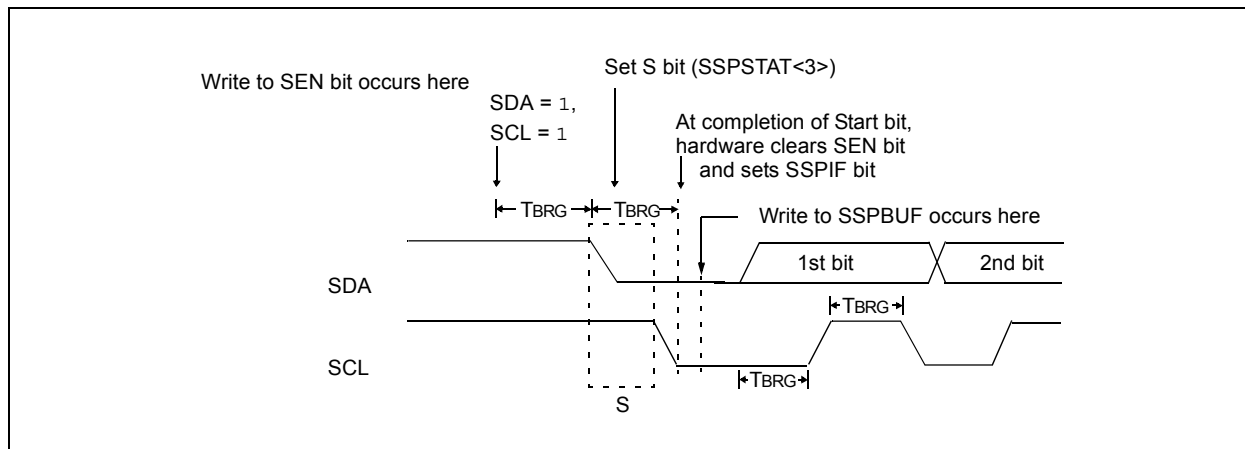 Set S bit (SSPSTAT<3>)
Write to SEN bit occurs here
SDA = 1,
SCL = 1
At completion of Start bit,
hardware clears SEN bit
and sets SSPIF bit
TBRG
TBRG
Write to SSPBUF occurs here
1st bit
2nd bit
SDA
TBRG
SCL
TBRG
S